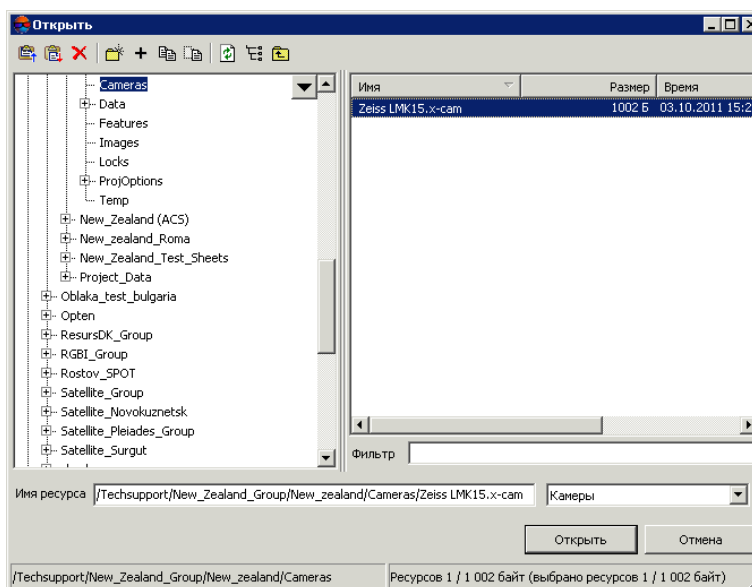 Открыть
Cameras
Data
Features
Images
Locks
ProjOptions
Temp
New_Zealand (ACS)
New_zealand_Roma
New_Zealand_Test_Sheets
Project_Data
Oblaka_test_bulgaria
Opten
ResursDK_Group
RGBI_Group
Rostov_SPOT
Satellite_Group
Satellite_Novokuznetsk
Satellite_Pleiades_Group
Satellite_Surgut
Имя Размер Время
Zeiss LMK15.x-cam 1002 Б 03.10.2011 15:2
Фильтр
Имя ресурса /Techsupport/New_Zealand_Group/New_zealand/Cameras/Zeiss LMK15.x-cam Камеры
Открыть Отмена
/Techsupport/New_Zealand_Group/New_zealand/Cameras Ресурсов 1 / 1 002 байт (выбрано ресурсов 1 / 1 002 байт)